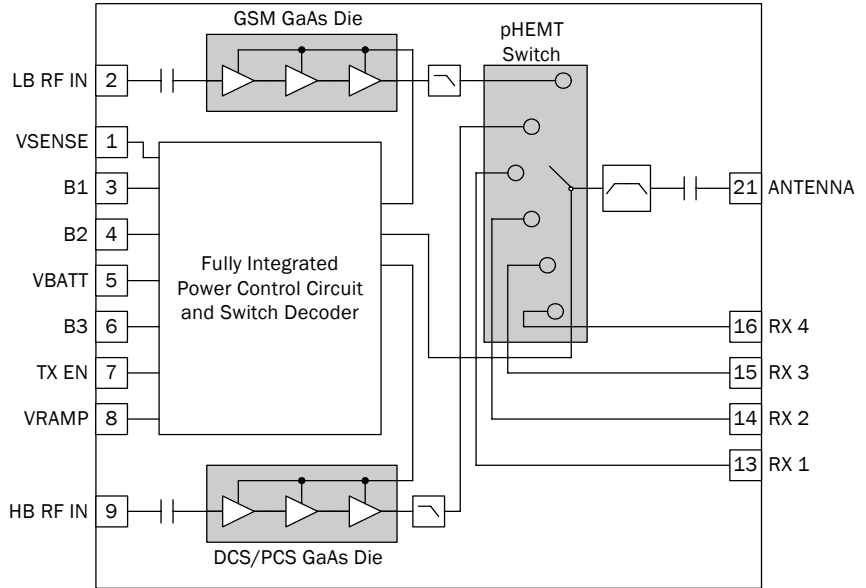 GSM GaAs Die
pHEMT
Switch
LB RF IN 2
VSENSE 1
B1 3
B2 4
VBATT 5
B3 6
TX EN 7
VRAMP 8
HB RF IN 9
Fully Integrated
Power Control Circuit
and Switch Decoder
21 ANTENNA
16 RX 4
15 RX 3
14 RX 2
13 RX 1
DCS/PCS GaAs Die